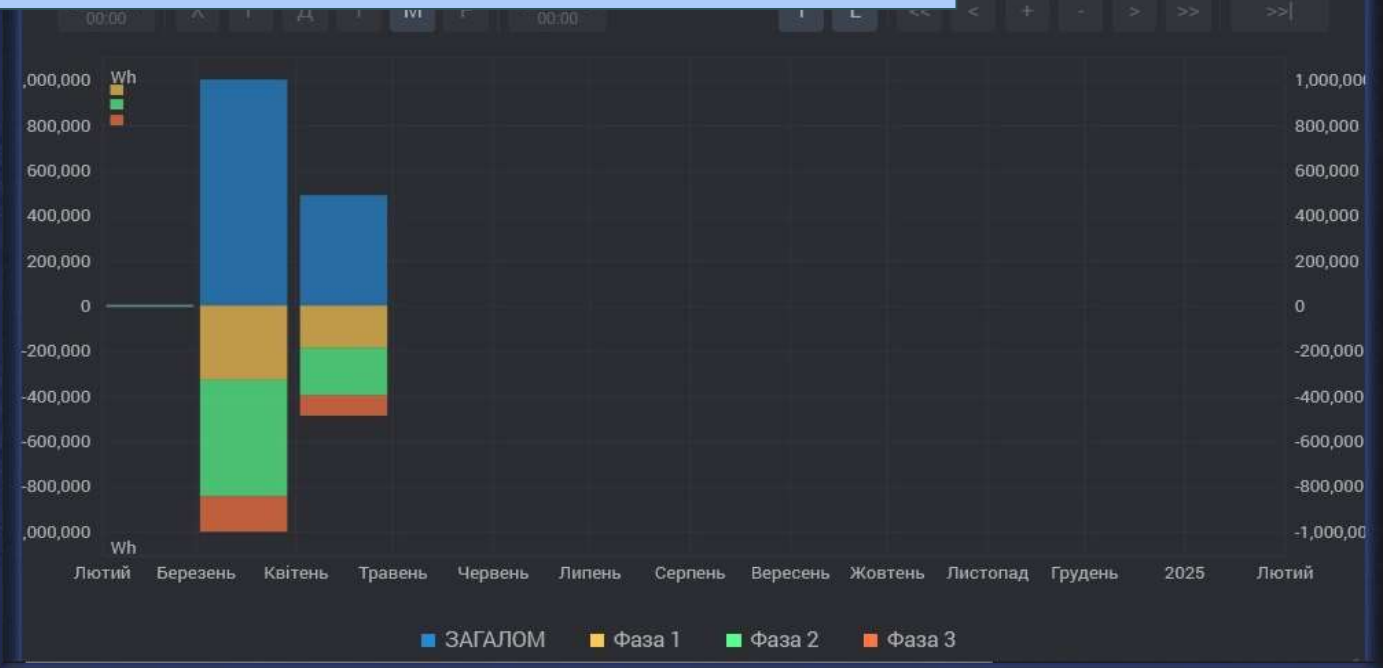 00:00 М 00:00 << < + - > >> >>|
Wh
,000,000 1,000,00
800,000 800,000
600,000 600,000
400,000 400,000
200,000 200,000
0 0
-200,000 -200,000
-400,000 -400,000
-600,000 -600,000
-800,000 -800,000
,000,000 -1,000,00
Wh
Лютий Березень Квітень Травень Червень Липень Серпень Вересень Жовтень Листопад Грудень 2025 Лютий
ЗАГАЛОМ Фаза 1 Фаза 2 Фаза 3